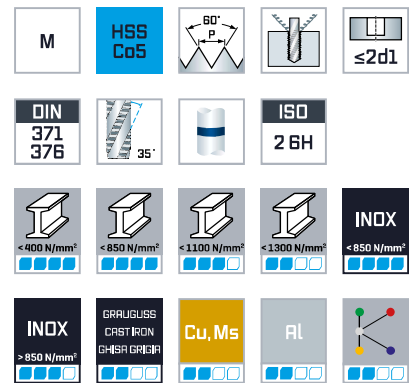 M
HSS
Co5
60°
P
≤2d1
DIN
371
376
35°
ISO
2 6H
<400 N/mm²
<850 N/mm²
<1100 N/mm²
<1300 N/mm²
INOX
<850 N/mm²
INOX
>850 N/mm²
GRAUGUSS
CAST IRON
GHISA GRIGIA
Cu, Ms
Al